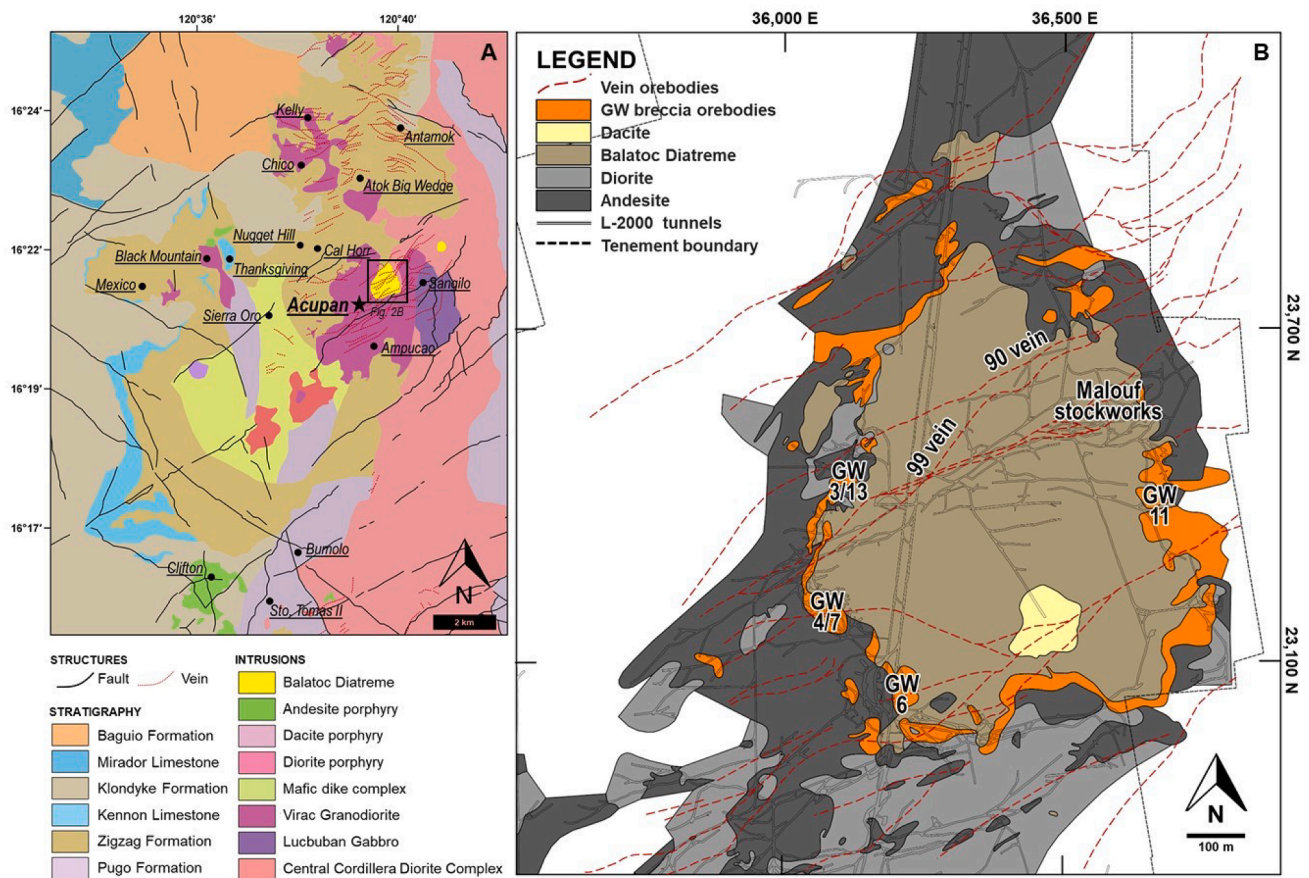 120°36'
120°40'
A
16°24'
16°22'
16°19'
16°17'
Kelly
Antamok
Chico
Atok Big Wedge
Nugget Hill
Cal Horr
Black Mountain
Thanksgiving
Mexico
Sangilo
Acupan
Fig. 2B
Sierra Oro
Ampucao
Bumolo
Clifton
Sto. Tomas II
N
2 km
STRUCTURES
Fault
Vein
STRATIGRAPHY
Baguio Formation
Mirador Limestone
Klondyke Formation
Kennon Limestone
Zigzag Formation
Pugo Formation
INTRUSIONS
Balatoc Diatreme
Andesite porphyry
Dacite porphyry
Diorite porphyry
Mafic dike complex
Virac Granodiorite
Lucbuban Gabbro
Central Cordillera Diorite Complex
36,000 E
36,500 E
B
LEGEND
Vein orebodies
GW breccia orebodies
Dacite
Balatoc Diatreme
Diorite
Andesite
L-2000 tunnels
Tenement boundary
23,700 N
23,100 N
90 vein
Malouf
stockworks
99 vein
GW
3/13
GW
11
GW
4/7
GW
6
N
100 m